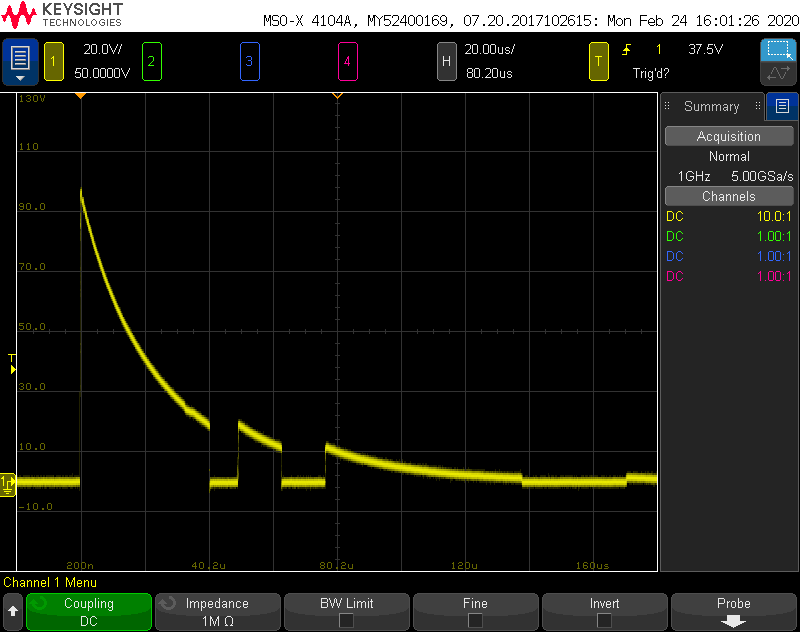 KEYSIGHT
TECHNOLOGIES
MSO-X 4104A, MY52400169, 07.20.2017102615: Mon Feb 24 16:01:26 2020
1 20.0V/ 2 3 4 H 20.00us/ T 1 37.5V
50.0000V 80.20us Trig'd?
130V
110
90.0
70.0
50.0
30.0
10.0
-10.0
T
1
200n 40.2u 80.2u 120u 160us
Summary
Acquisition
Normal
1GHz 5.00GSa/s
Channels
DC 10.0:1
DC 1.00:1
DC 1.00:1
DC 1.00:1
Channel 1 Menu
Coupling Impedance BW Limit Fine Invert Probe
DC 1M Ω